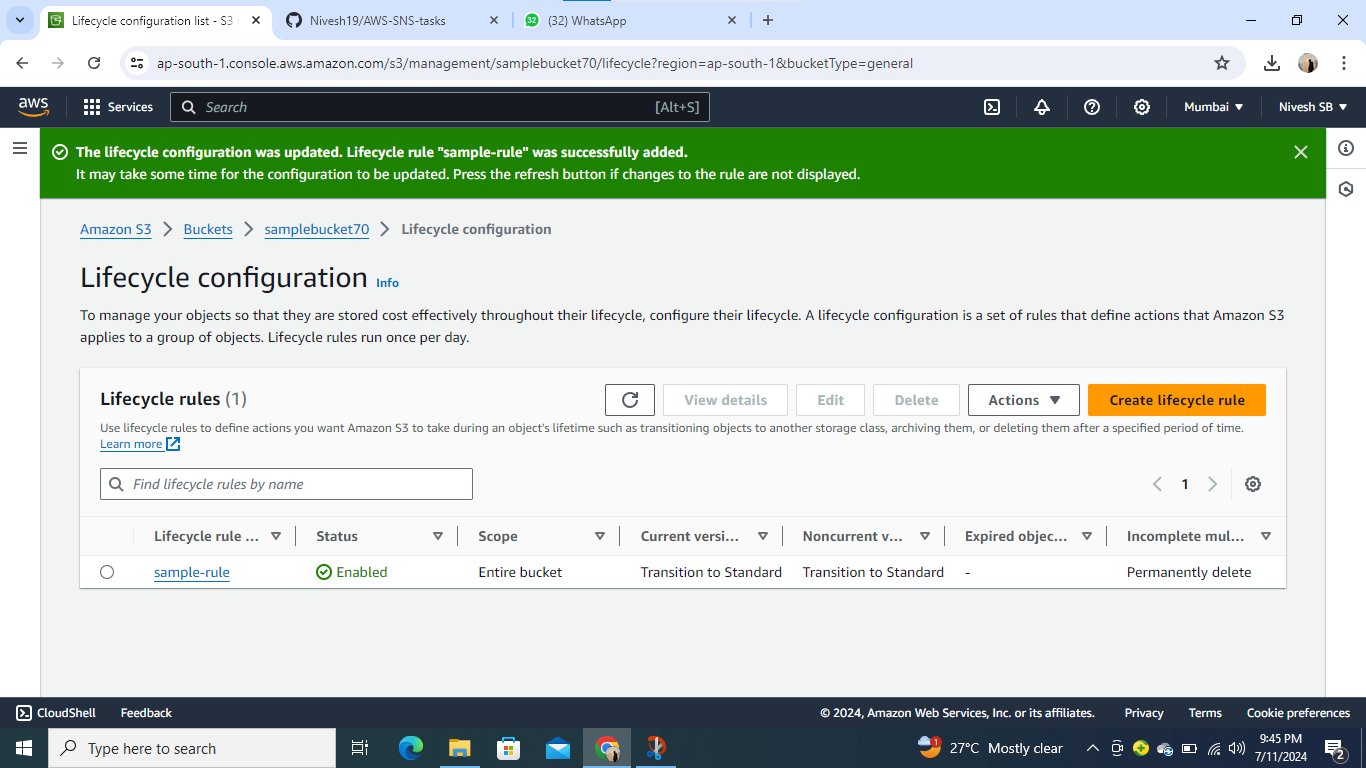 Lifecycle configuration list - S3
Nivesh19/AWS-SNS-tasks
32
(32) WhatsApp
ap-south-1.console.aws.amazon.com/s3/management/samplebucket70/lifecycle?region=ap-south-1&bucketType=general
aws
Services
Search
[Alt+S]
Mumbai
Nivesh SB
The lifecycle configuration was updated. Lifecycle rule "sample-rule" was successfully added.
It may take some time for the configuration to be updated. Press the refresh button if changes to the rule are not displayed.
Amazon S3
Buckets
samplebucket70
Lifecycle configuration
Lifecycle configuration Info
To manage your objects so that they are stored cost effectively throughout their lifecycle, configure their lifecycle. A lifecycle configuration is a set of rules that define actions that Amazon S3
applies to a group of objects. Lifecycle rules run once per day.
Lifecycle rules (1)
View details
Edit
Delete
Actions
Create lifecycle rule
Use lifecycle rules to define actions you want Amazon S3 to take during an object's lifetime such as transitioning objects to another storage class, archiving them, or deleting them after a specified period of time.
Learn more
Find lifecycle rules by name
1
Lifecycle rule ...
Status
Scope
Current versi...
Noncurrent v...
Expired objec...
Incomplete mul...
sample-rule
Enabled
Entire bucket
Transition to Standard
Transition to Standard
-
Permanently delete
CloudShell
Feedback
© 2024, Amazon Web Services, Inc. or its affiliates.
Privacy
Terms
Cookie preferences
Type here to search
1
27°C Mostly clear
9:45 PM
7/11/2024
2